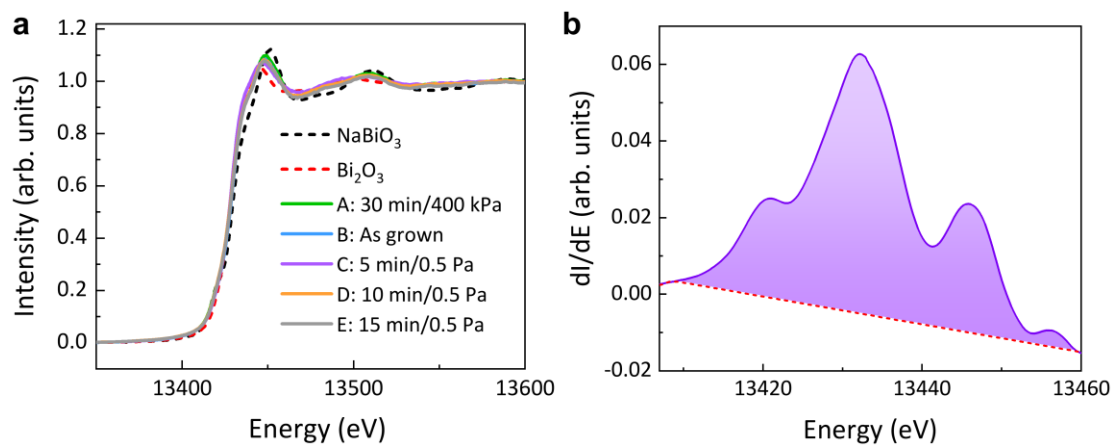 a
1.2
1.0
0.8
0.6
0.4
0.2
0.0
Intensity (arb. units)
NaBiO₃
Bi₂O₃
A: 30 min/400 kPa
B: As grown
C: 5 min/0.5 Pa
D: 10 min/0.5 Pa
E: 15 min/0.5 Pa
13400
13500
13600
Energy (eV)
b
0.06
0.04
0.02
0.00
-0.02
dI/dE (arb. units)
13420
13440
13460
Energy (eV)